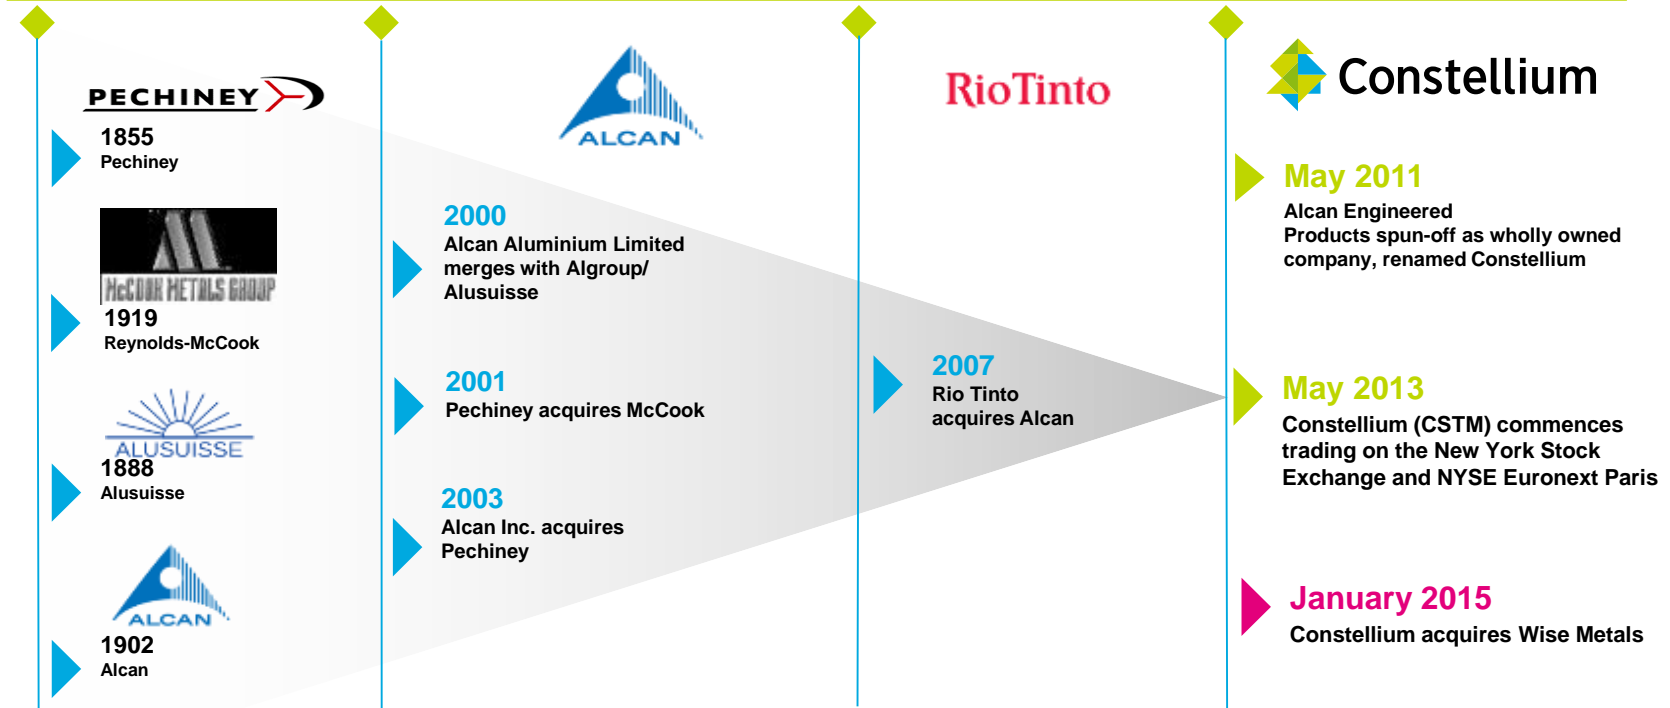 PECHINEY
1855
Pechiney
McCOOK METALS GROUP
1919
Reynolds-McCook
ALUSUISSE
1888
Alusuisse
ALCAN
1902
Alcan
ALCAN
2000
Alcan Aluminium Limited
merges with Algroup/
Alusuisse
2001
Pechiney acquires McCook
2003
Alcan Inc. acquires
Pechiney
RioTinto
2007
Rio Tinto
acquires Alcan
Constellium
May 2011
Alcan Engineered
Products spun-off as wholly owned
company, renamed Constellium
May 2013
Constellium (CSTM) commences
trading on the New York Stock
Exchange and NYSE Euronext Paris
January 2015
Constellium acquires Wise Metals